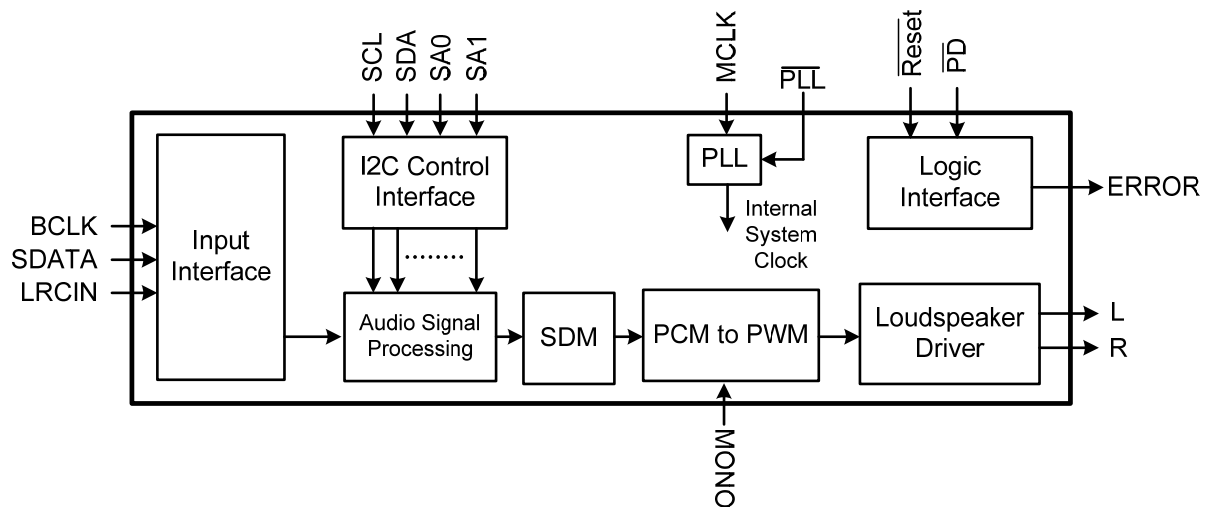 SCL
SDA
SA0
SA1
MCLK
PLL
Reset
PD
I2C Control
Interface
PLL
Logic
Interface
ERROR
BCLK
SDATA
LRCIN
Input
Interface
Internal
System
Clock
........
Audio Signal
Processing
SDM
PCM to PWM
Loudspeaker
Driver
L
R
MONO